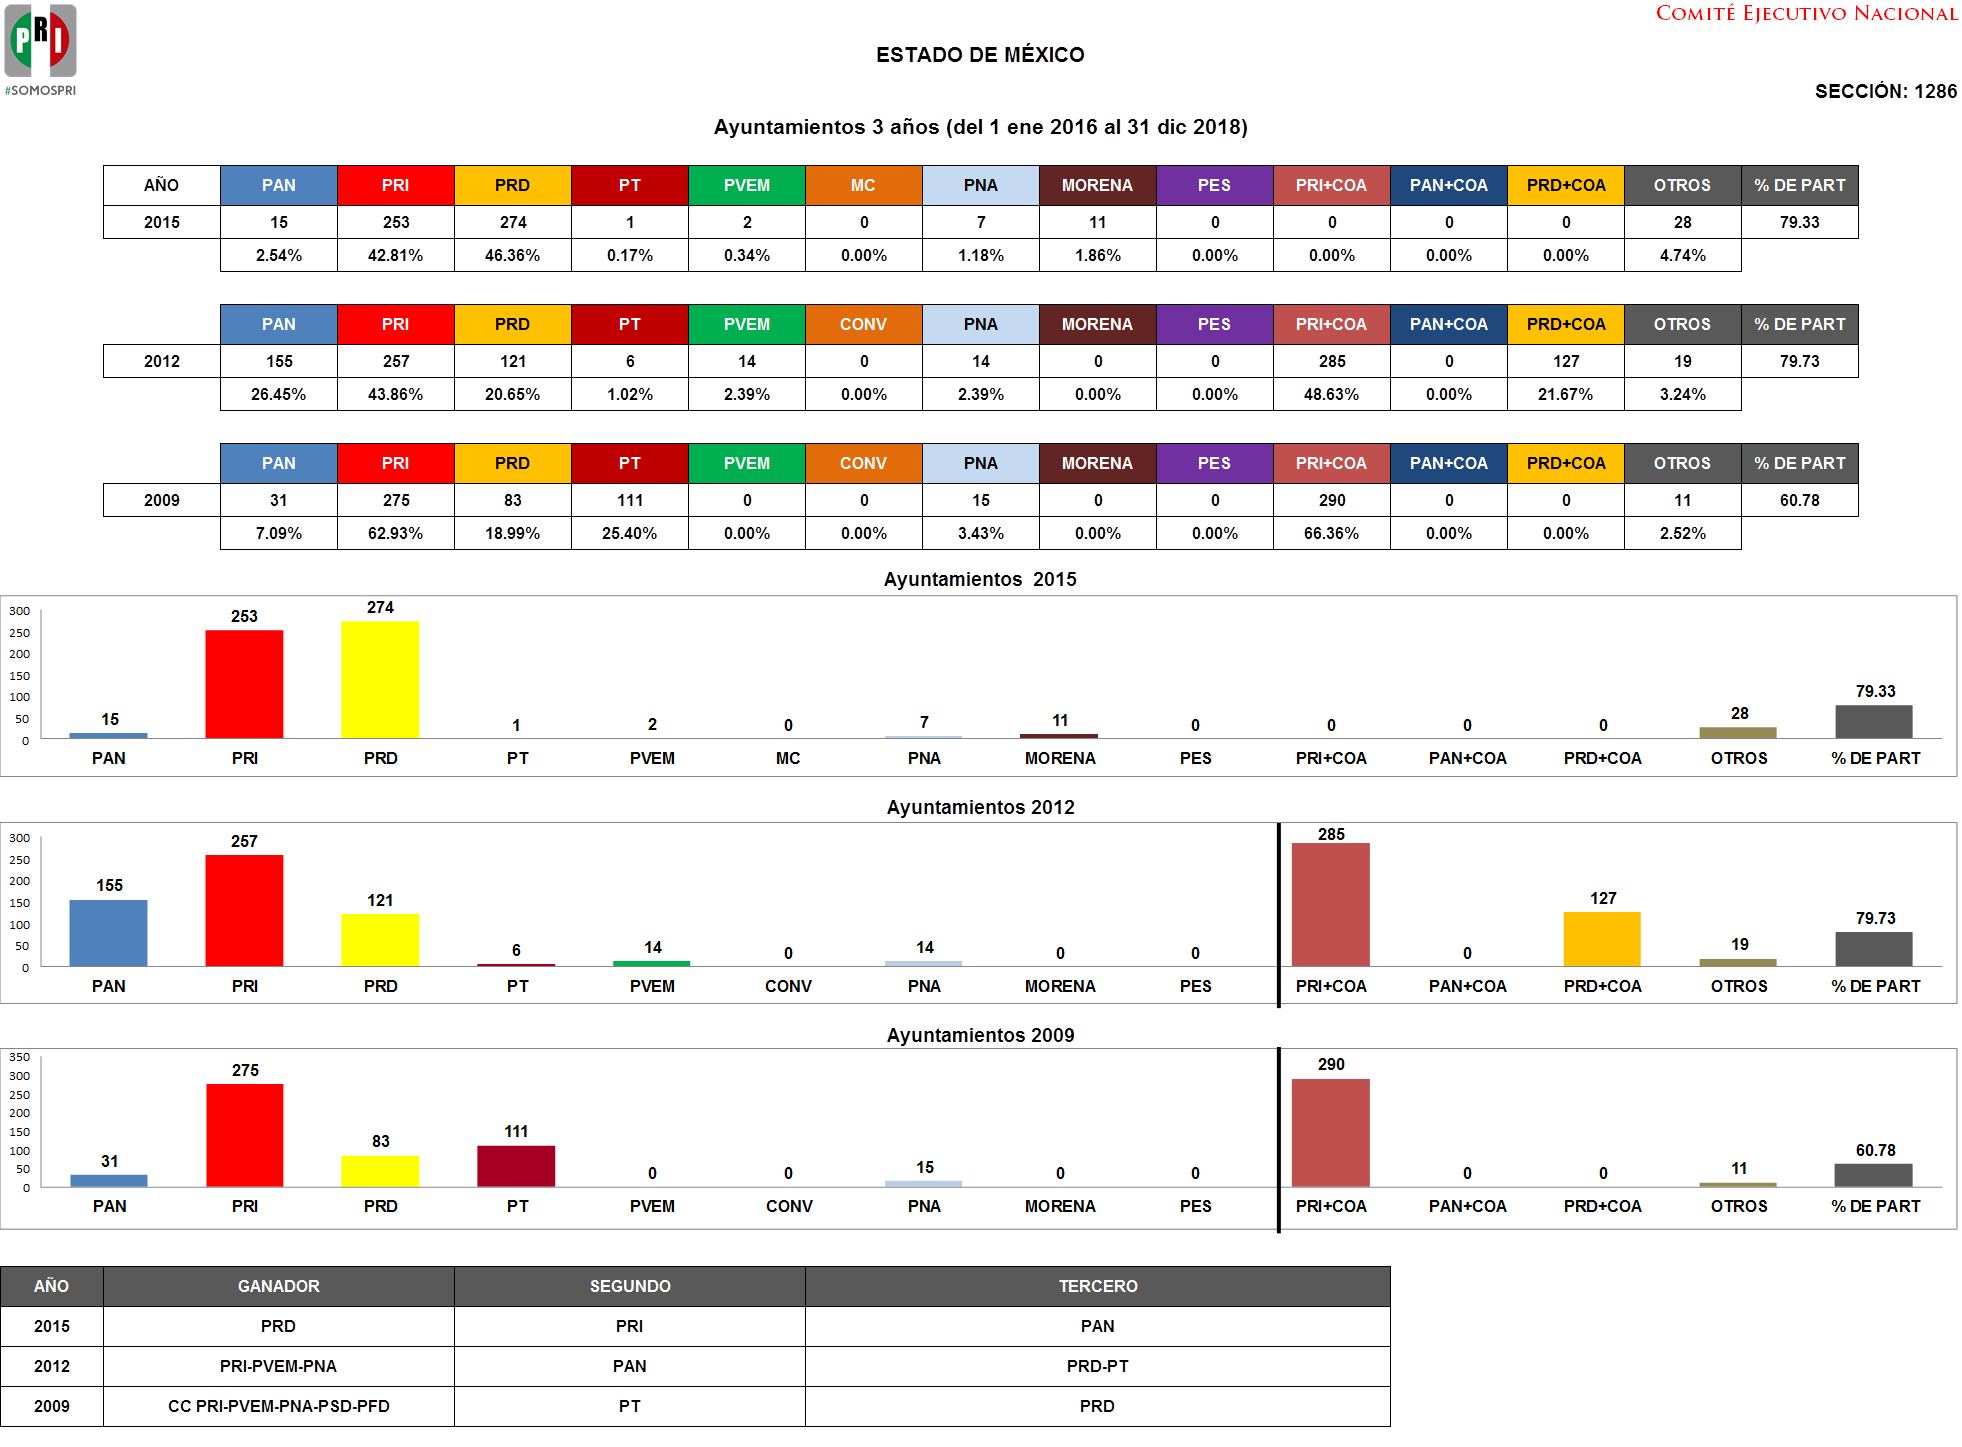 COMITÉ EJECUTIVO NACIONAL
PRI
#SOMOSPRI
ESTADO DE MÉXICO
SECCIÓN: 1286
Ayuntamientos 3 años (del 1 ene 2016 al 31 dic 2018)
AÑO PAN PRI PRD PT PVEM MC PNA MORENA PES PRI+COA PAN+COA PRD+COA OTROS % DE PART
2015 15 253 274 1 2 0 7 11 0 0 0 0 28 79.33
2.54% 42.81% 46.36% 0.17% 0.34% 0.00% 1.18% 1.86% 0.00% 0.00% 0.00% 0.00% 4.74%
PAN PRI PRD PT PVEM CONV PNA MORENA PES PRI+COA PAN+COA PRD+COA OTROS % DE PART
2012 155 257 121 6 14 0 14 0 0 285 0 127 19 79.73
26.45% 43.86% 20.65% 1.02% 2.39% 0.00% 2.39% 0.00% 0.00% 48.63% 0.00% 21.67% 3.24%
PAN PRI PRD PT PVEM CONV PNA MORENA PES PRI+COA PAN+COA PRD+COA OTROS % DE PART
2009 31 275 83 111 0 0 15 0 0 290 0 0 11 60.78
7.09% 62.93% 18.99% 25.40% 0.00% 0.00% 3.43% 0.00% 0.00% 66.36% 0.00% 0.00% 2.52%
Ayuntamientos 2015
300
250
200
150
100
50
0
15 253 274 1 2 0 7 11 0 0 0 0 28 79.33
PAN PRI PRD PT PVEM MC PNA MORENA PES PRI+COA PAN+COA PRD+COA OTROS % DE PART
Ayuntamientos 2012
300
250
200
150
100
50
0
155 257 121 6 14 0 14 0 0 285 0 127 19 79.73
PAN PRI PRD PT PVEM CONV PNA MORENA PES PRI+COA PAN+COA PRD+COA OTROS % DE PART
Ayuntamientos 2009
350
300
250
200
150
100
50
0
31 275 83 111 0 0 15 0 0 290 0 0 11 60.78
PAN PRI PRD PT PVEM CONV PNA MORENA PES PRI+COA PAN+COA PRD+COA OTROS % DE PART
AÑO GANADOR SEGUNDO TERCERO
2015 PRD PRI PAN
2012 PRI-PVEM-PNA PAN PRD-PT
2009 CC PRI-PVEM-PNA-PSD-PFD PT PRD